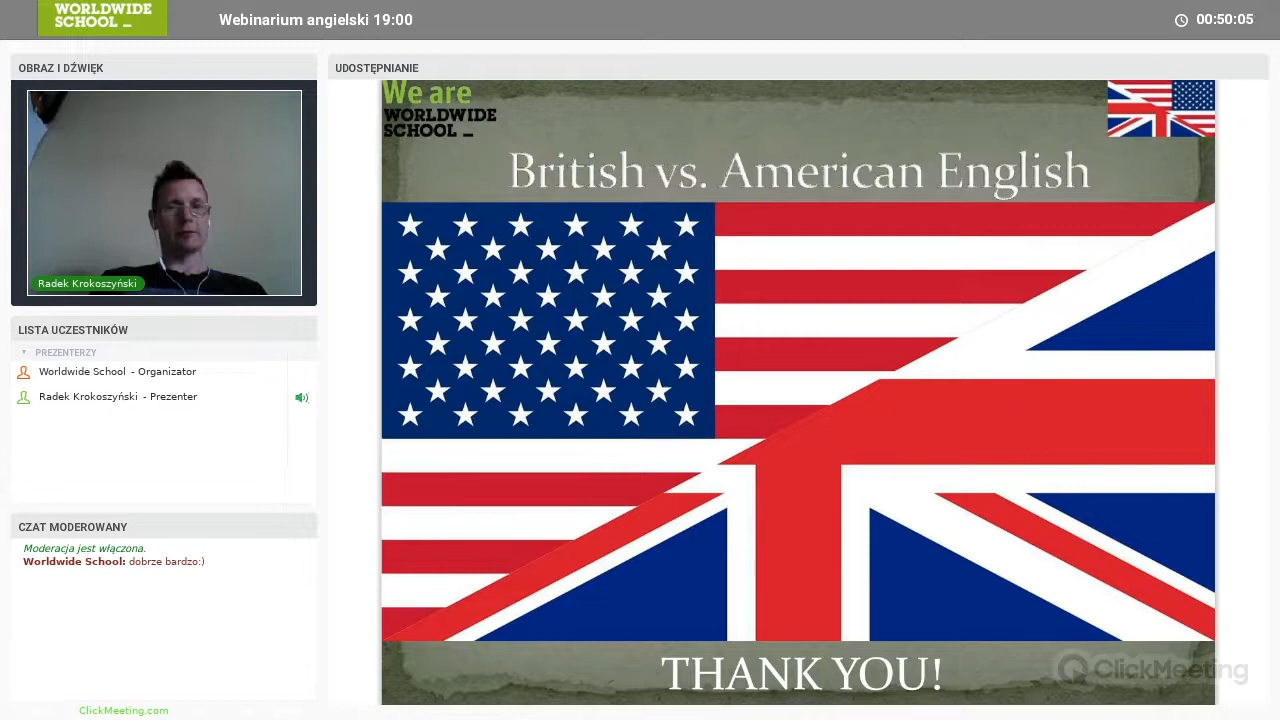 WORLDWIDE
SCHOOL _
Webinarium angielski 19:00
00:50:05
OBRAZ I DŹWIĘK
Radek Krokoszyński
LISTA UCZESTNIKÓW
PREZENTERZY
Worldwide School - Organizator
Radek Krokoszyński - Prezenter
CZAT MODEROWANY
Moderacja jest włączona.
Worldwide School: dobrze bardzo:)
ClickMeeting.com
UDOSTĘPNIANIE
We are
WORLDWIDE
SCHOOL _
British vs. American English
THANK YOU!
ClickMeeting